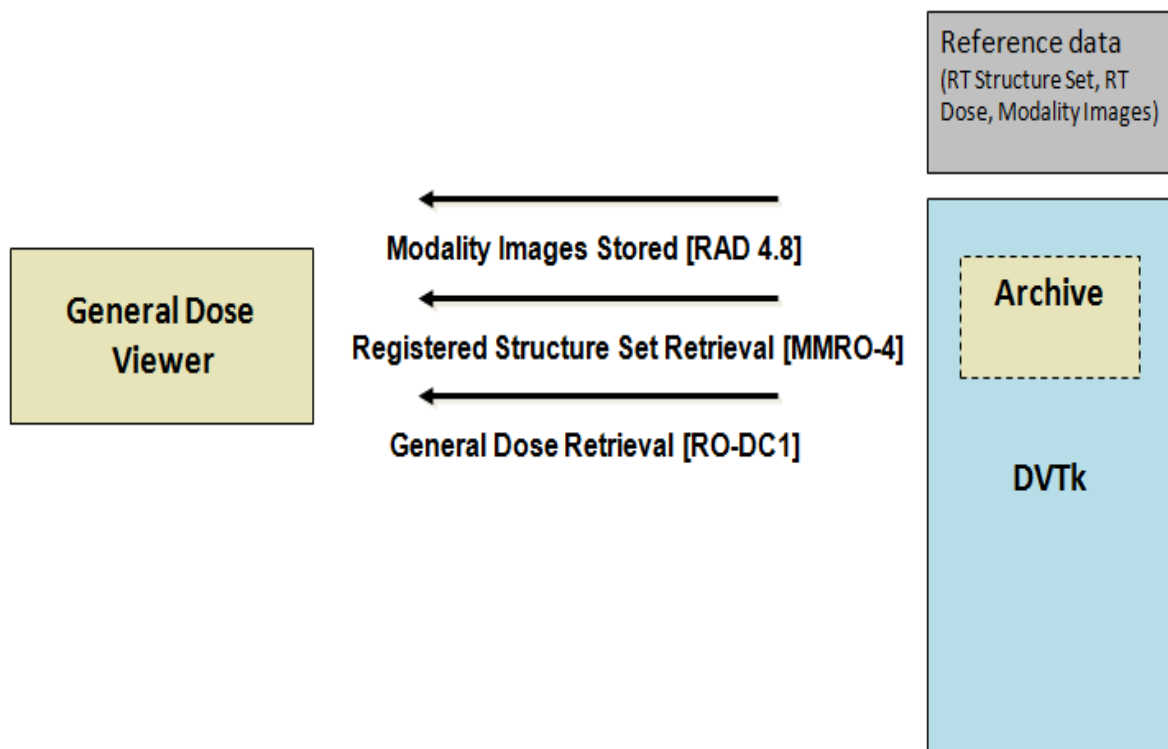 Reference data
(RT Structure Set, RT
Dose, Modality Images)
Modality Images Stored [RAD 4.8]
General Dose
Viewer
Archive
Registered Structure Set Retrieval [MMRO-4]
General Dose Retrieval [RO-DC1]
DVTk